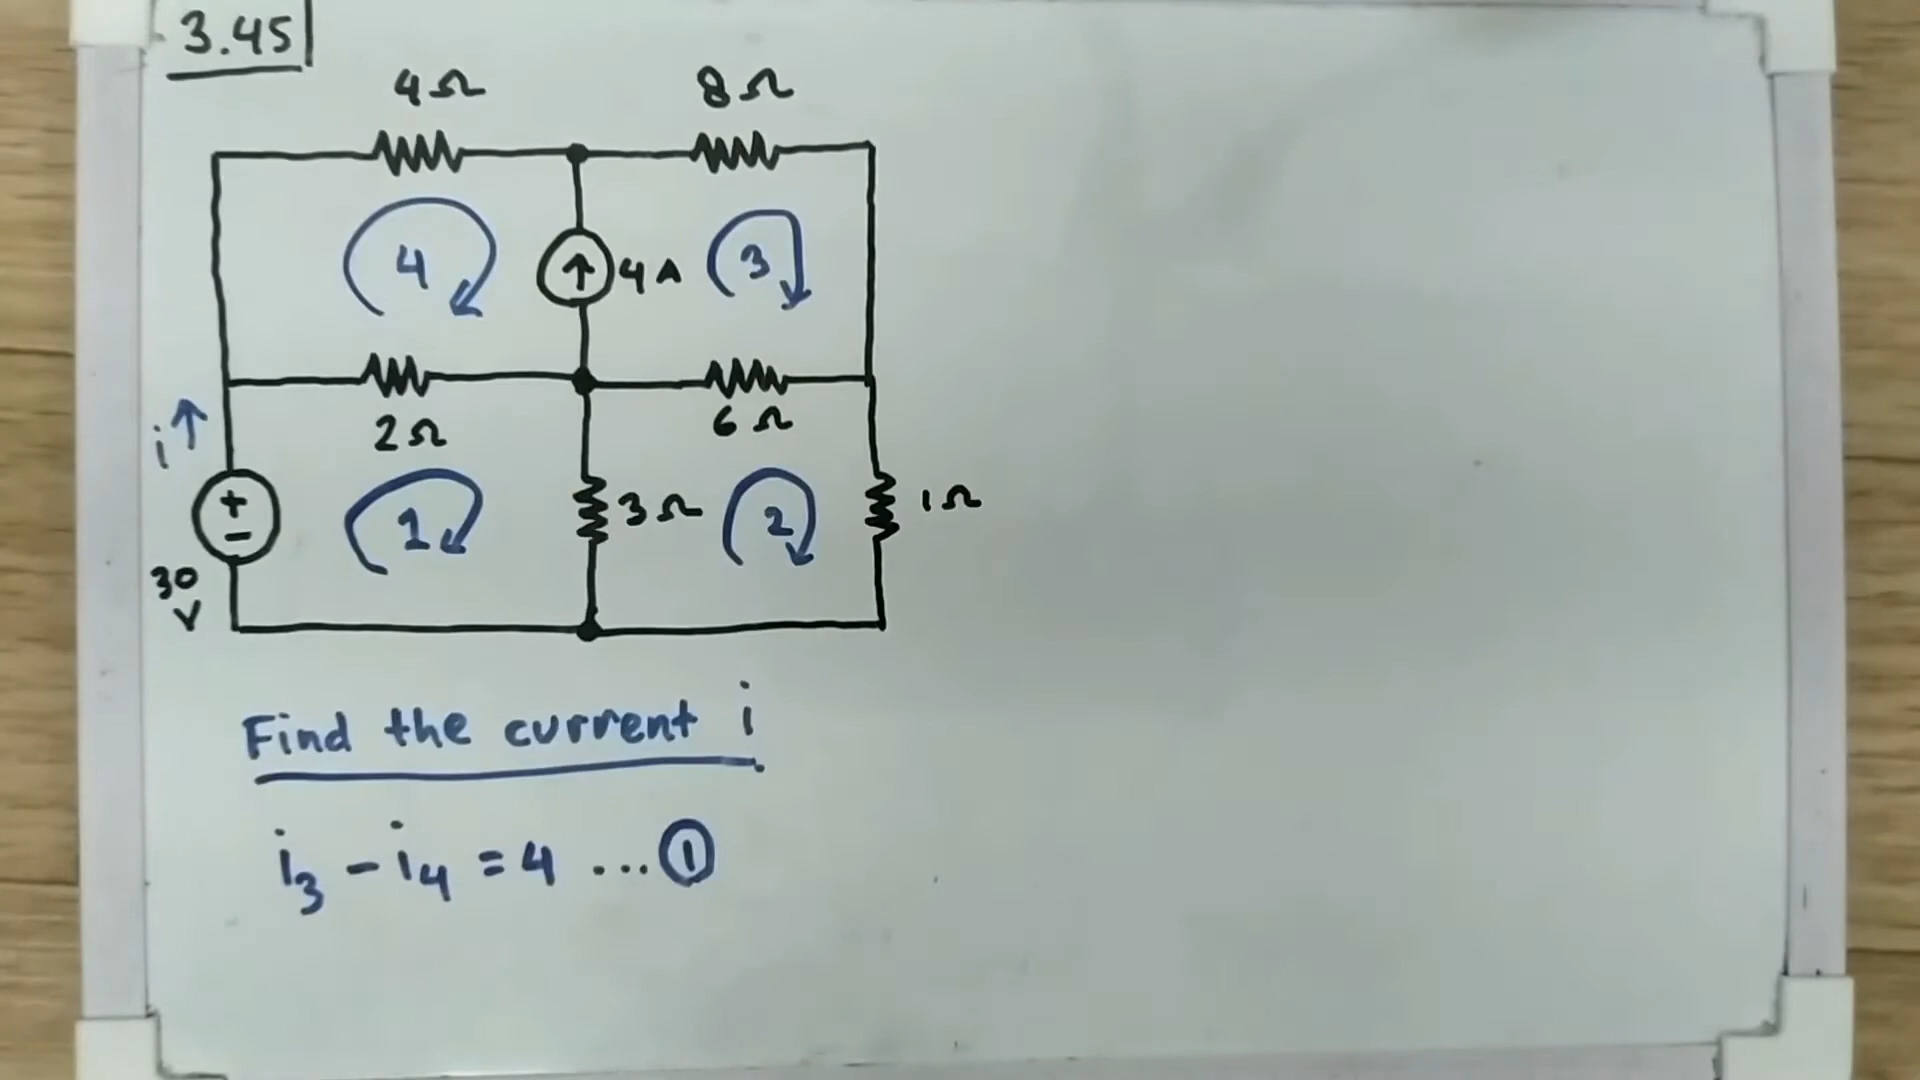 3.45
4Ω
8Ω
4
4 A
3
i
2Ω
6Ω
+
-
30
V
1
3Ω
2
1Ω
Find the current i
i₃ - i₄ = 4 ... ①